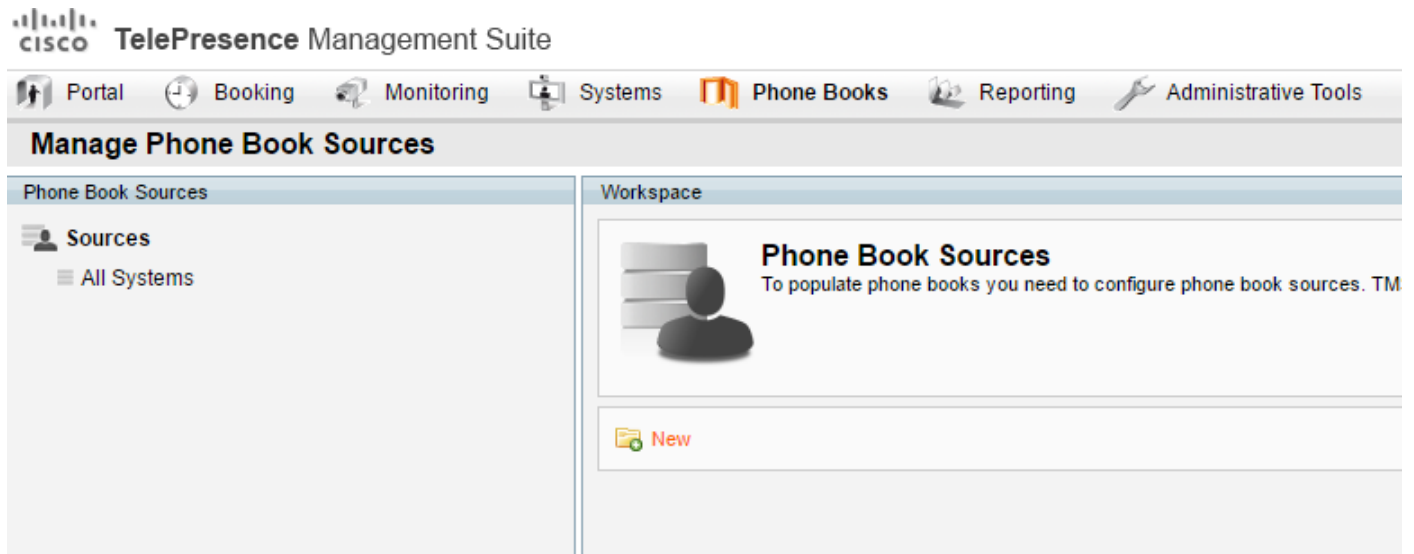 CISCO TelePresence Management Suite
Portal Booking Monitoring Systems Phone Books Reporting Administrative Tools
Manage Phone Book Sources
Phone Book Sources
Sources
All Systems
Workspace
Phone Book Sources
To populate phone books you need to configure phone book sources. TM
New